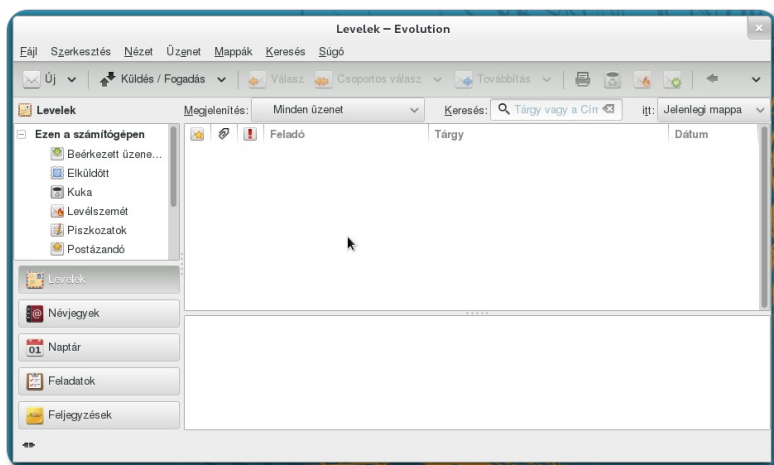 Levelek – Evolution
Fájl Szerkesztés Nézet Üzenet Mappák Keresés Súgó
Új Küldés / Fogadás Válasz Csoportos válasz Továbbítás
Levelek Megjelenítés: Minden üzenet Keresés: Tárgy vagy a Cím itt: Jelenlegi mappa
Ezen a számítógépen Feladó Tárgy Dátum
Beérkezett üzene...
Elküldött
Kuka
Levélszemét
Piszkozatok
Postázandó
Levelek
Névjegyek
01 Naptár
Feladatok
Feljegyzések